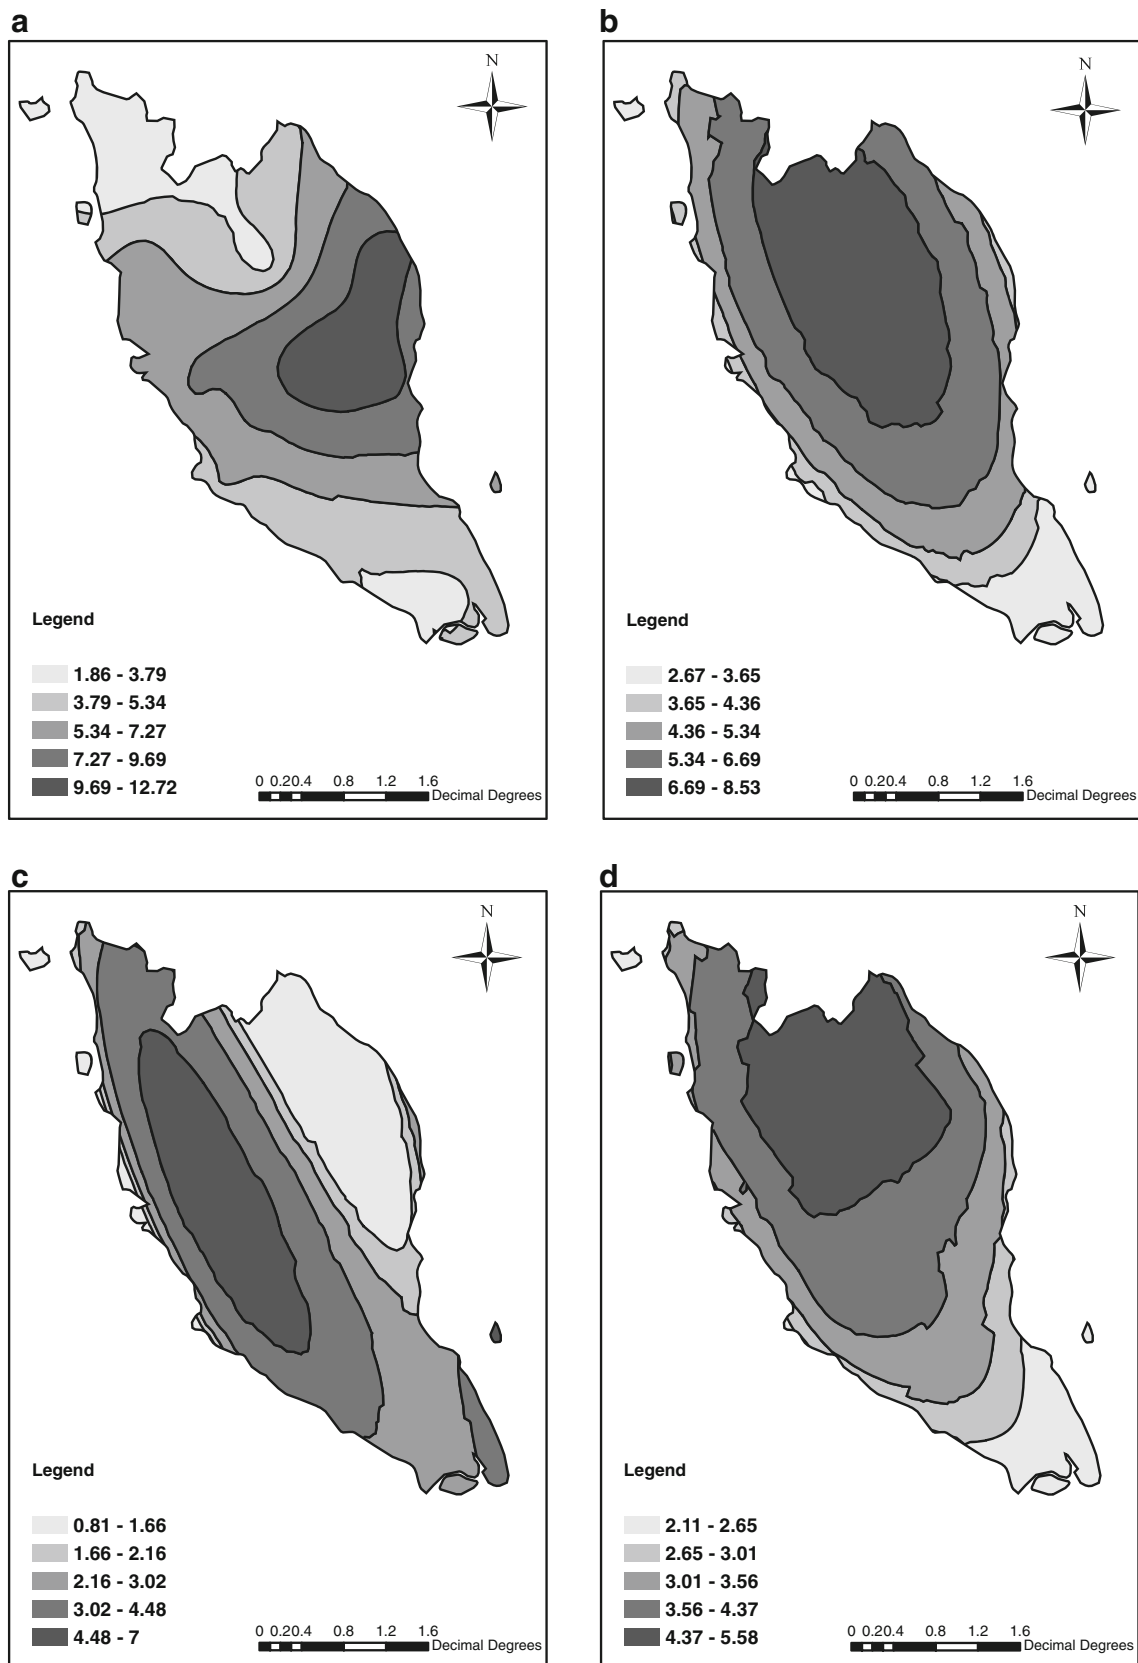 a
N
Legend
1.86 - 3.79
3.79 - 5.34
5.34 - 7.27
7.27 - 9.69
9.69 - 12.72
0 0.20.4 0.8 1.2 1.6
Decimal Degrees
b
N
Legend
2.67 - 3.65
3.65 - 4.36
4.36 - 5.34
5.34 - 6.69
6.69 - 8.53
0 0.20.4 0.8 1.2 1.6
Decimal Degrees
c
N
Legend
0.81 - 1.66
1.66 - 2.16
2.16 - 3.02
3.02 - 4.48
4.48 - 7
0 0.20.4 0.8 1.2 1.6
Decimal Degrees
d
N
Legend
2.11 - 2.65
2.65 - 3.01
3.01 - 3.56
3.56 - 4.37
4.37 - 5.58
0 0.20.4 0.8 1.2 1.6
Decimal Degrees